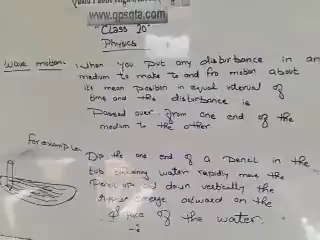 www.gpsota.com
"Class 10"
Physics
Wave motion: When you put any disturbance in an
medium to make to and fro motion about
it's mean position in equal interval of
time and the disturbance is
passed over from one end of the
medium to the other
For example:
Dip the one end of a pencil in the
tub containing water rapidly move the
pencil up and down vertically the
ripples emerge outward on the
surface of the water.